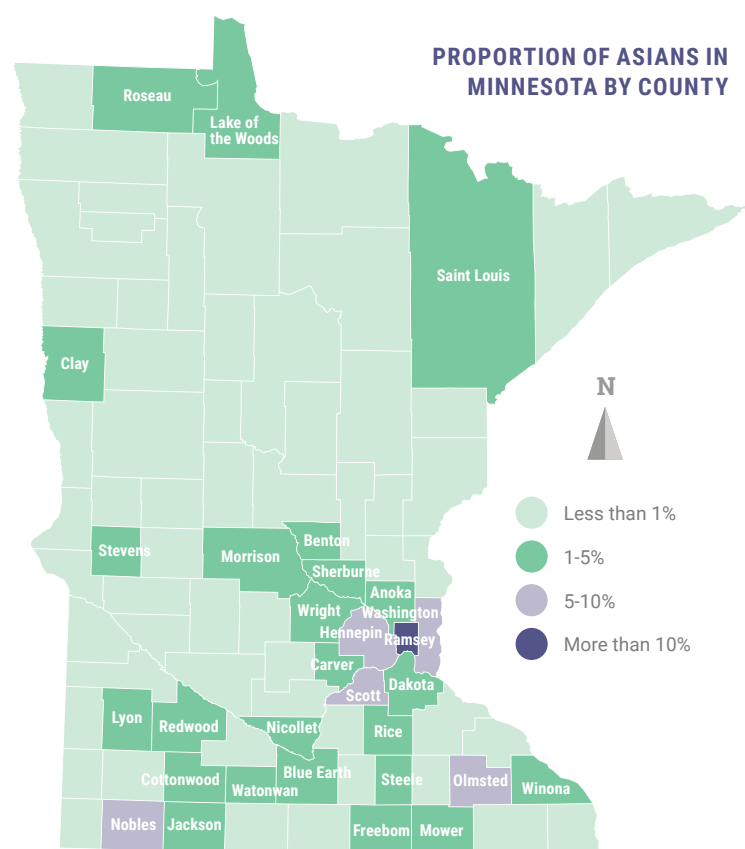 PROPORTION OF ASIANS IN
MINNESOTA BY COUNTY
Roseau
Lake of
the Woods
Saint Louis
Clay
N
Less than 1%
1-5%
5-10%
More than 10%
Stevens
Morrison
Benton
Sherburne
Anoka
Washington
Wright
Hennepin
Ramsey
Carver
Scott
Dakota
Lyon
Redwood
Nicollet
Rice
Cottonwood
Watonwan
Blue Earth
Steele
Olmsted
Winona
Nobles
Jackson
Freebom
Mower